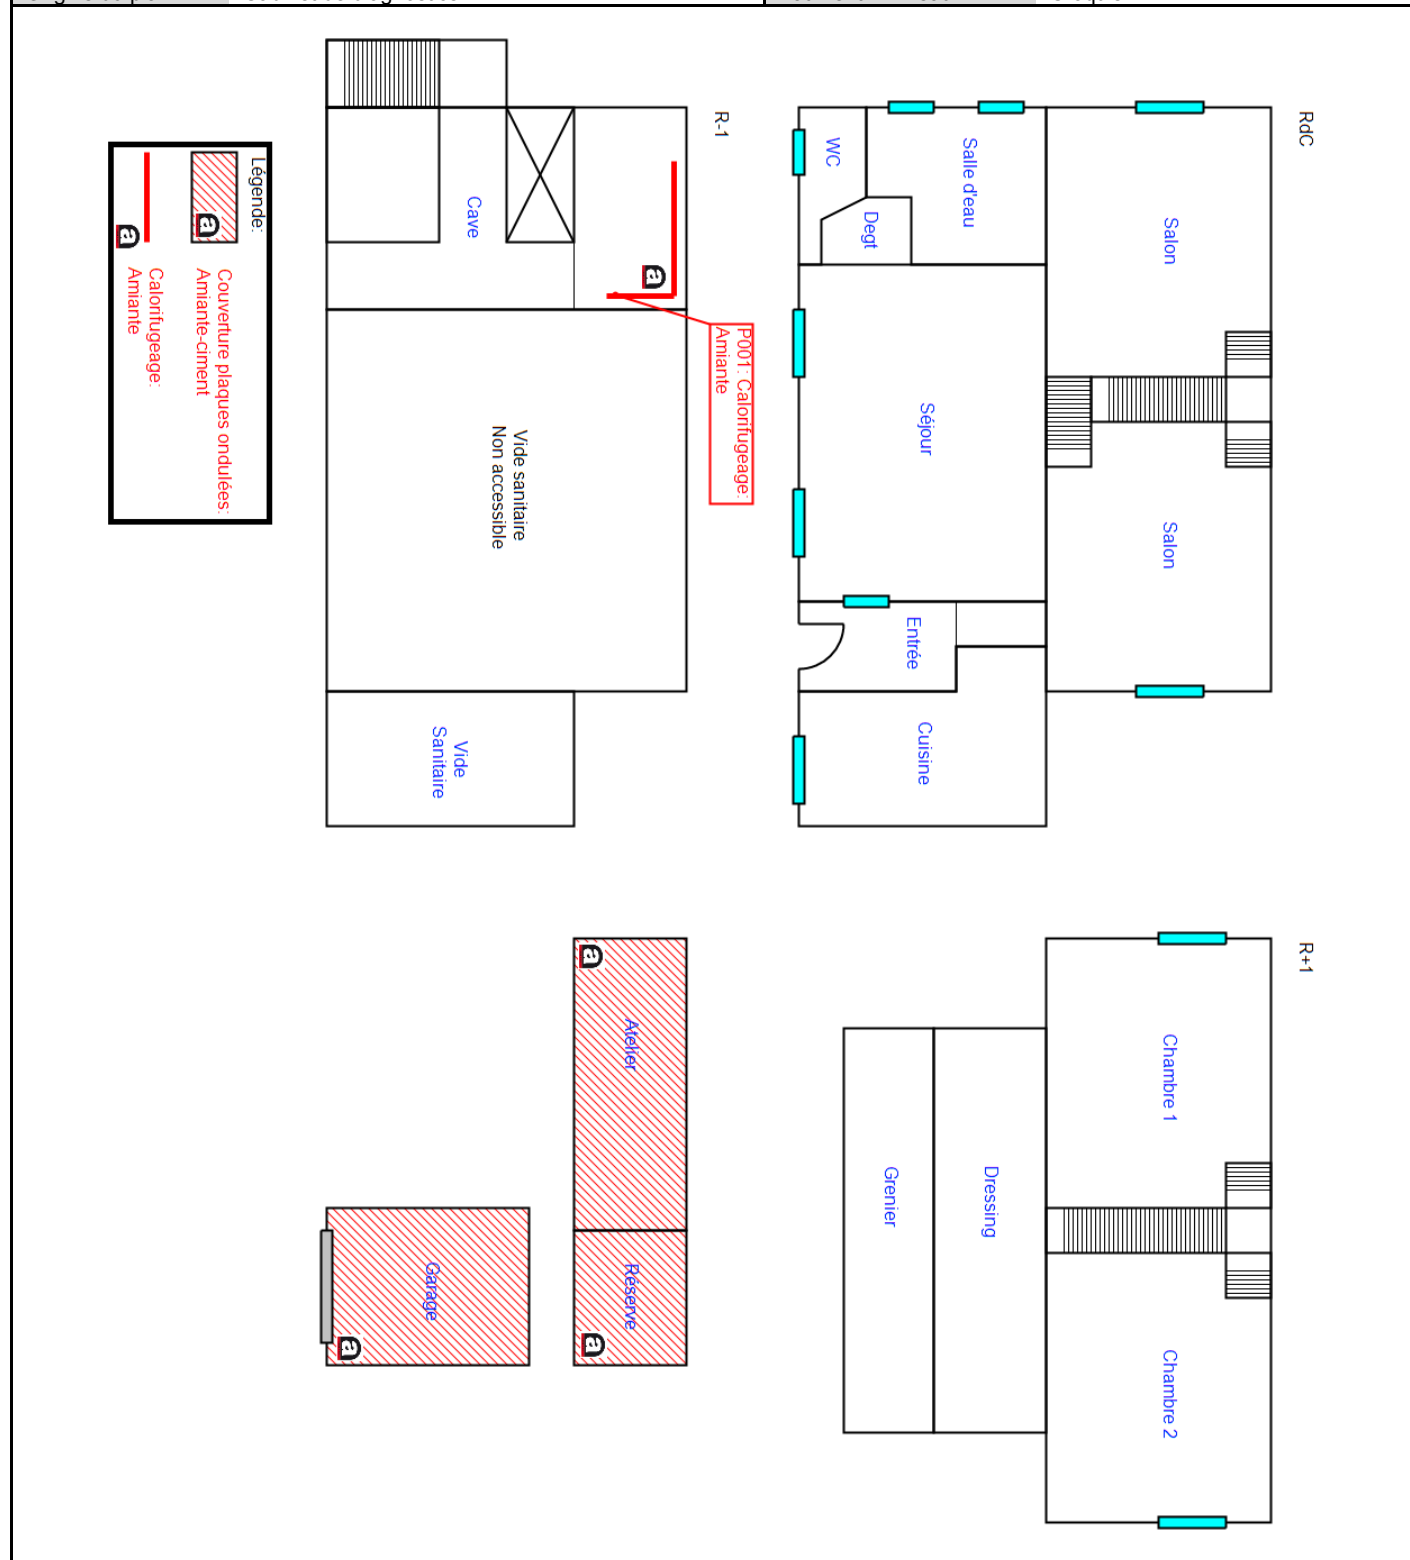 RdC
Salon
Salon
Salle d'eau
WC
Degt
Séjour
Entrée
Cuisine
R+1
Chambre 1
Chambre 2
Dressing
Grenier
R-1
Cave
a
P001: Calorifugeage:
Amiante
Vide sanitaire
Non accessible
Vide
Sanitaire
Atelier
a
Réserve
a
Garage
a
Légende:
a
Couverture plaques ondulées:
Amiante-ciment
a
Calorifugeage:
Amiante